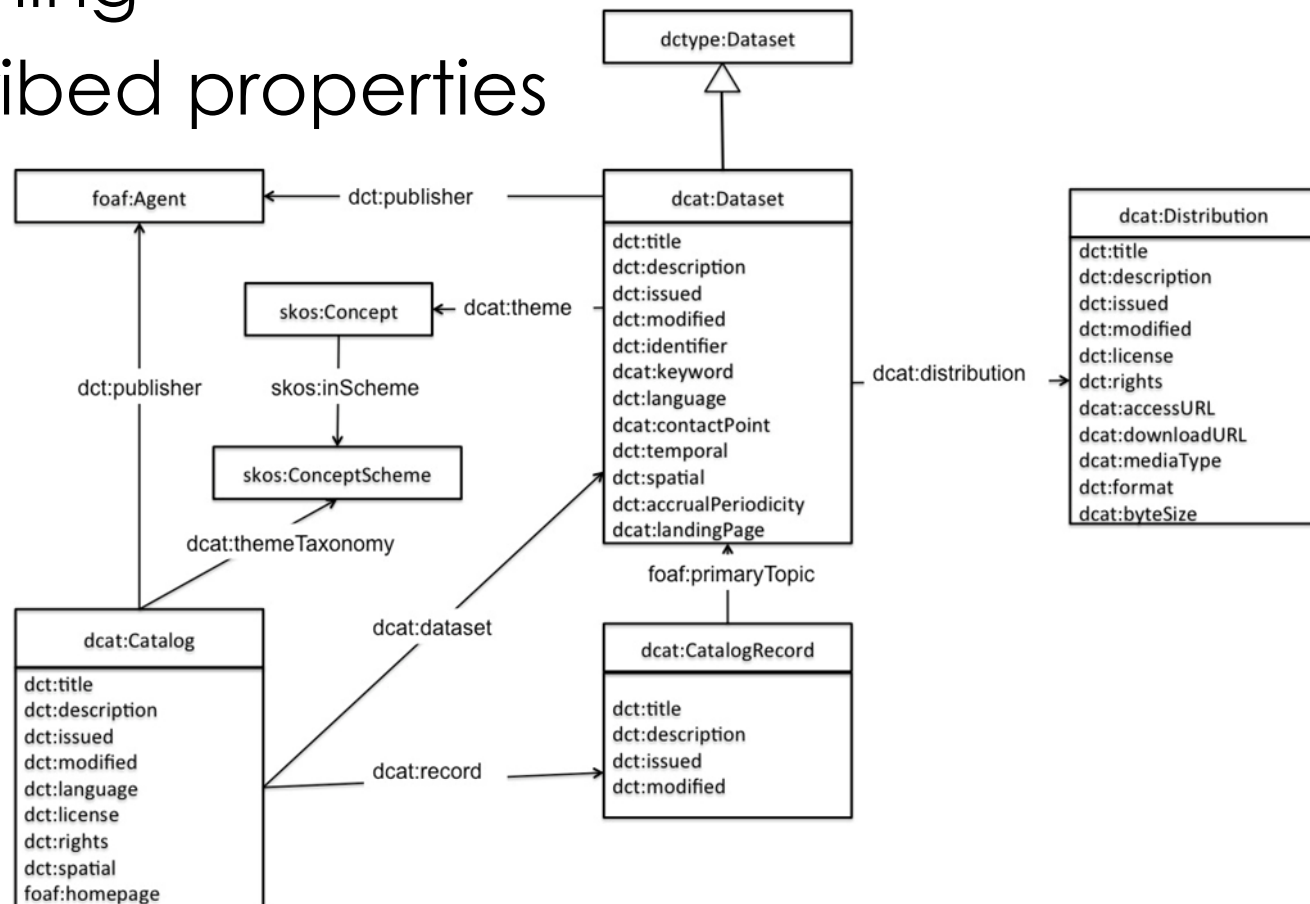 ibed properties
dctype:Dataset
foaf:Agent
dct:publisher
dcat:Dataset
dct:title
dct:description
dct:issued
dct:modified
dct:identifier
dcat:keyword
dct:language
dcat:contactPoint
dct:temporal
dct:spatial
dct:accrualPeriodicity
dcat:landingPage
dcat:Distribution
dct:title
dct:description
dct:issued
dct:modified
dct:license
dct:rights
dcat:accessURL
dcat:downloadURL
dcat:mediaType
dct:format
dcat:byteSize
skos:Concept
dcat:theme
dcat:distribution
dct:publisher
skos:inScheme
skos:ConceptScheme
dcat:themeTaxonomy
foaf:primaryTopic
dcat:dataset
dcat:Catalog
dct:title
dct:description
dct:issued
dct:modified
dct:language
dct:license
dct:rights
dct:spatial
foaf:homepage
dcat:record
dcat:CatalogRecord
dct:title
dct:description
dct:issued
dct:modified